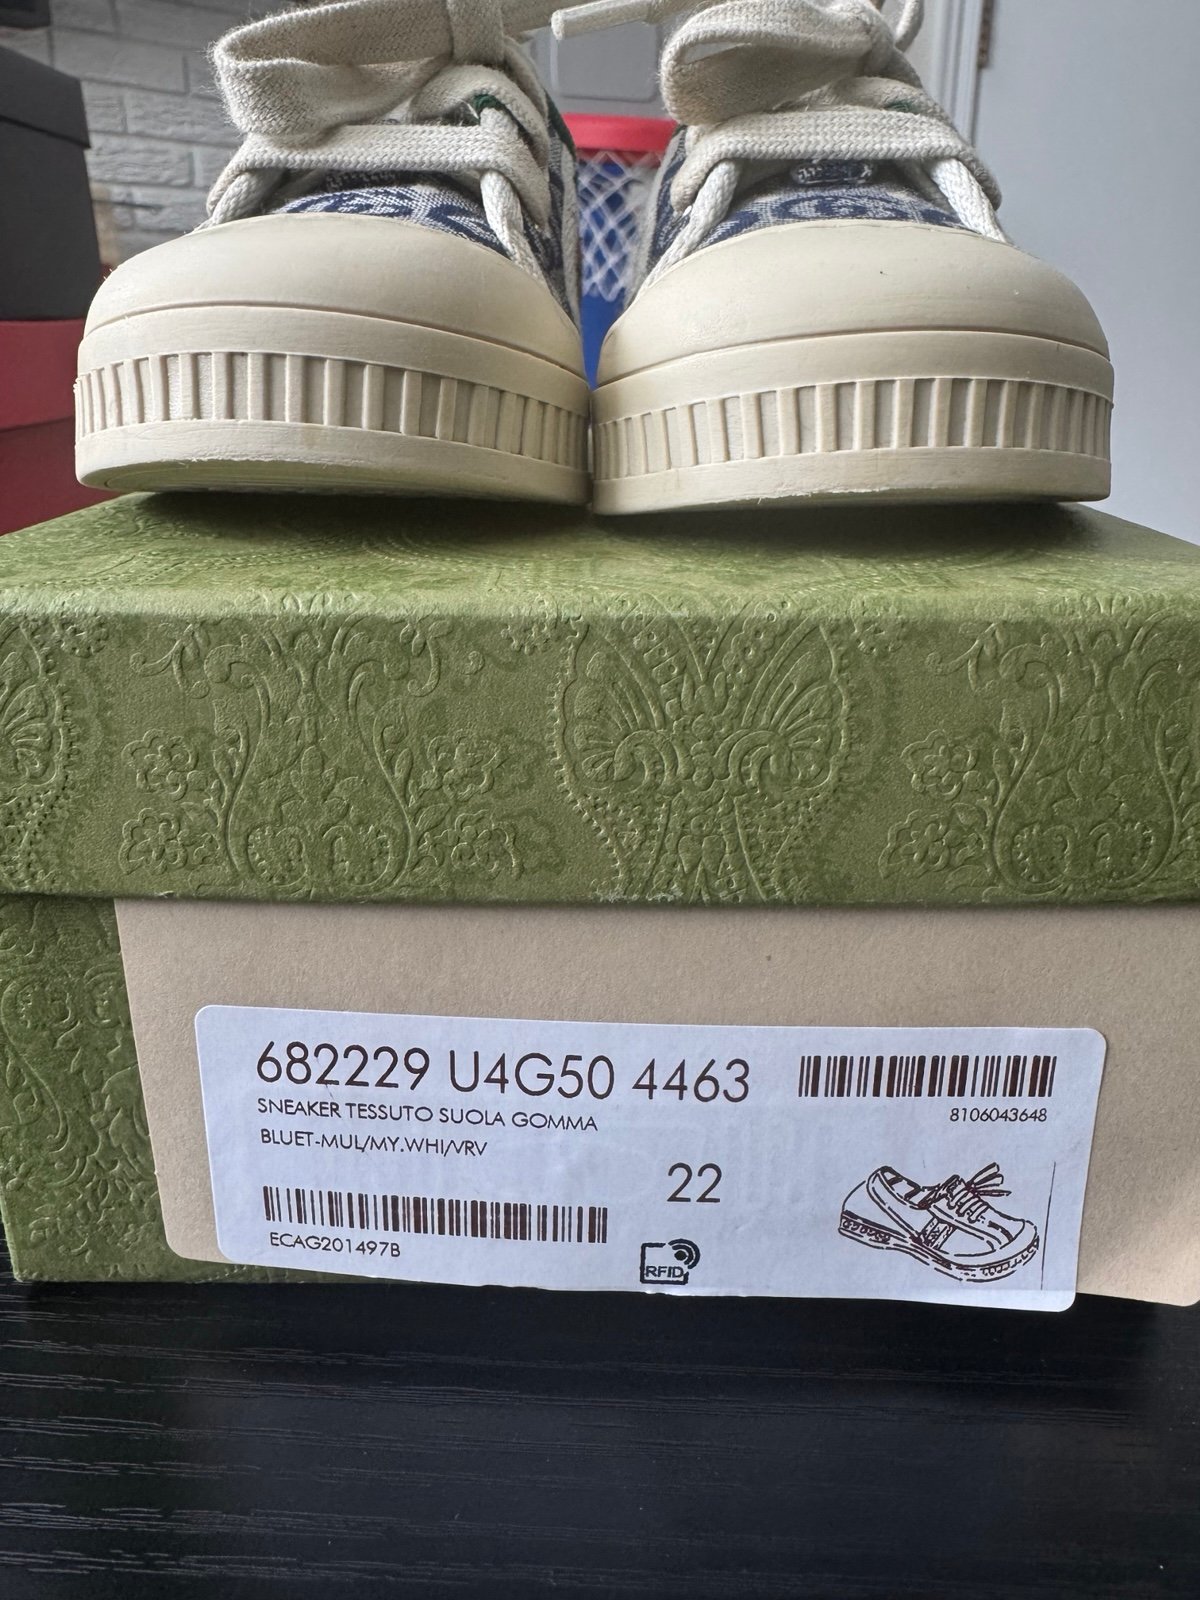 682229 U4G50 4463
8106043648
SNEAKER TESSUTO SUOLA GOMMA
BLUET-MUL/MY.WHI/VRV
22
ECAG201497B
RFID